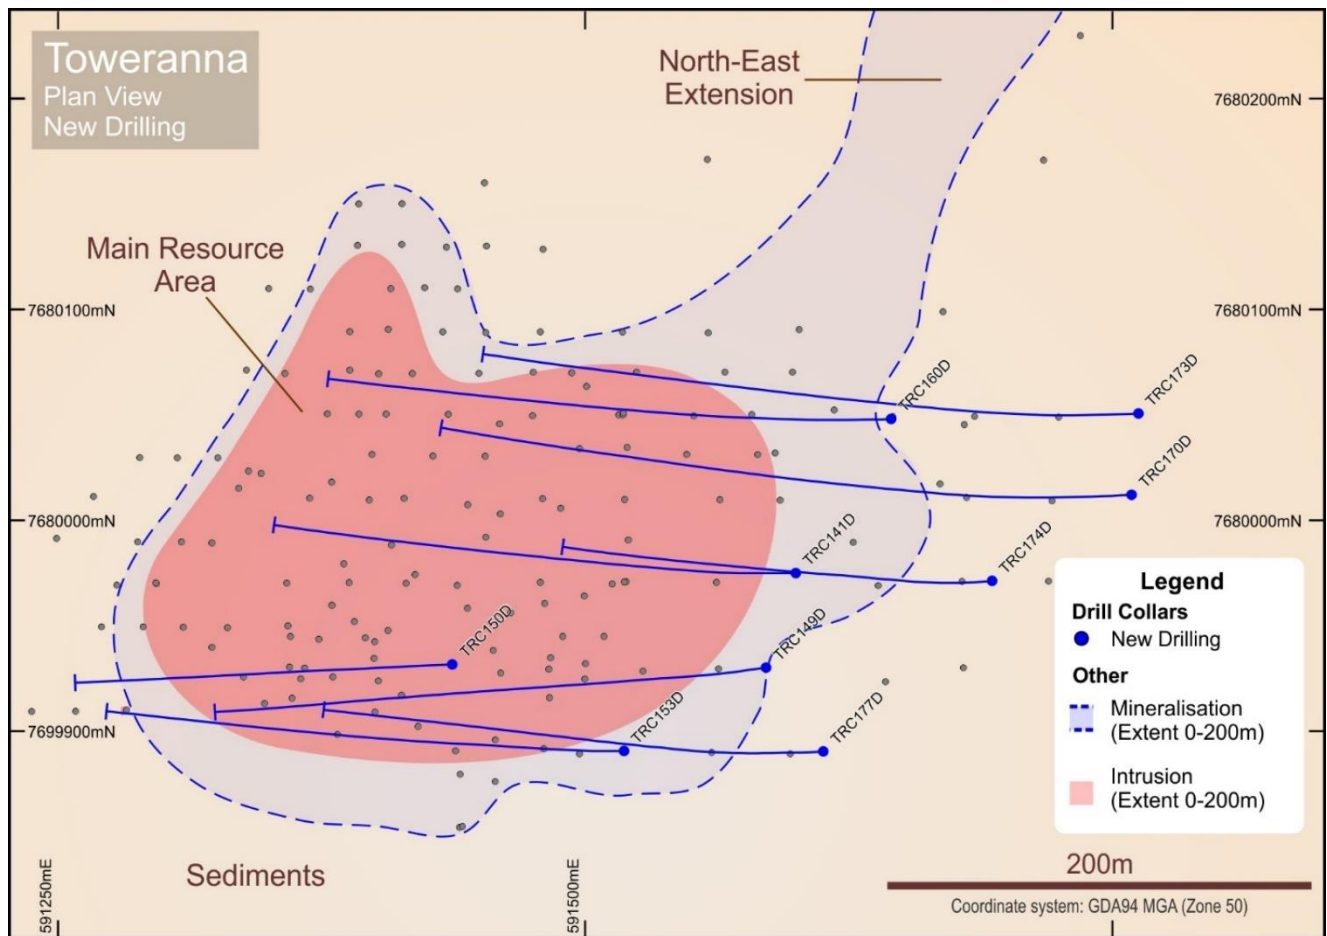 Toweranna
Plan View
New Drilling
North-East
Extension
7680200mN
Main Resource
Area
7680100mN
7680100mN
TRC160D
TRC173D
TRC170D
7680000mN
7680000mN
TRC141D
TRC174D
TRC150D
TRC149D
TRC153D
TRC177D
7699900mN
Legend
Drill Collars
New Drilling
Other
Mineralisation
(Extent 0-200m)
Intrusion
(Extent 0-200m)
Sediments
591250mE
591500mE
200m
Coordinate system: GDA94 MGA (Zone 50)